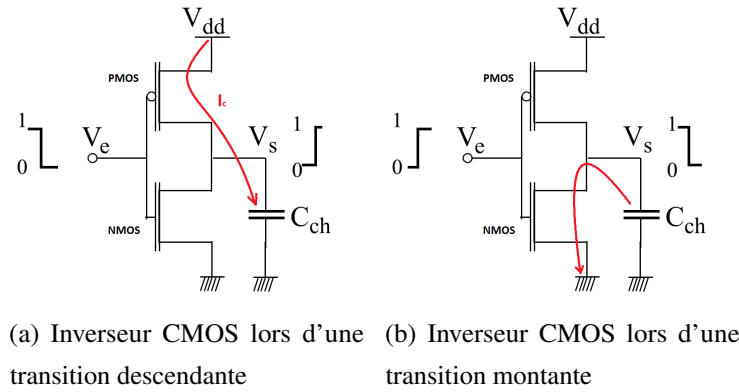 V_dd
PMOS
I_c
1
0
V_e
V_s
1
0
C_ch
NMOS
V_dd
PMOS
1
0
V_e
V_s
1
0
C_ch
NMOS
(a) Inverseur CMOS lors d'une
transition descendante
(b) Inverseur CMOS lors d'une
transition montante